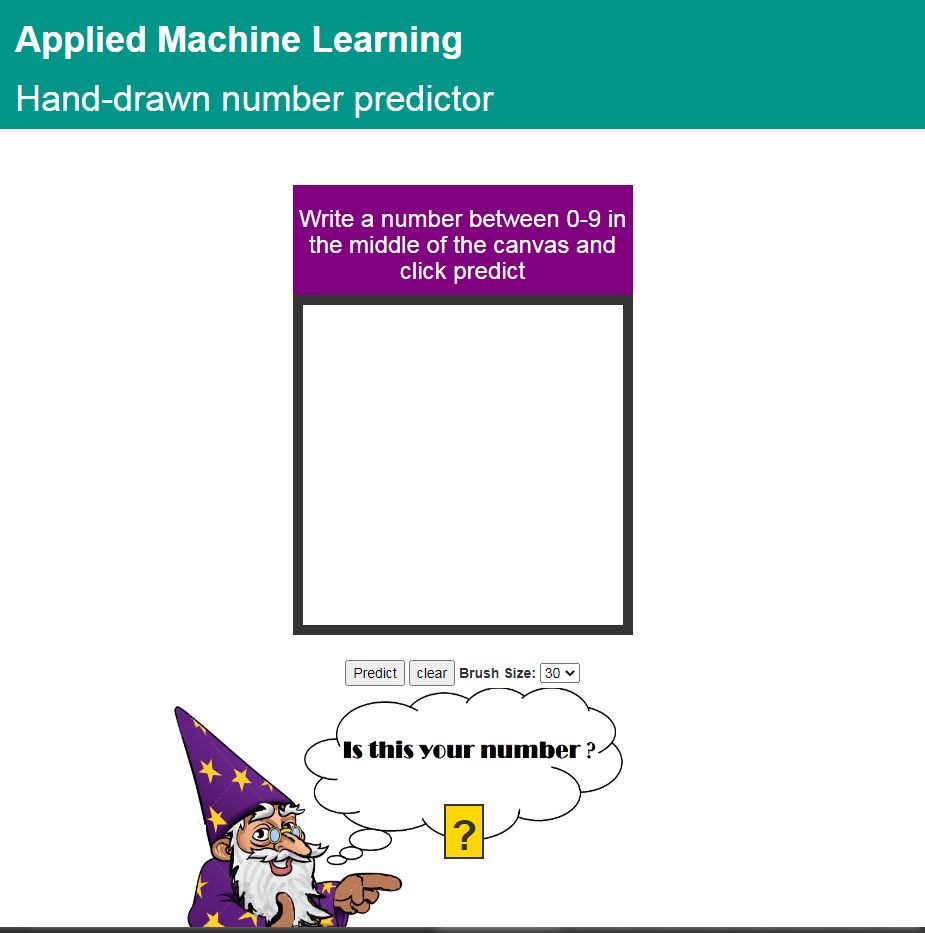 Applied Machine Learning
Hand-drawn number predictor
Write a number between 0-9 in
the middle of the canvas and
click predict
Predict clear Brush Size: 30
Is this your number ?
?